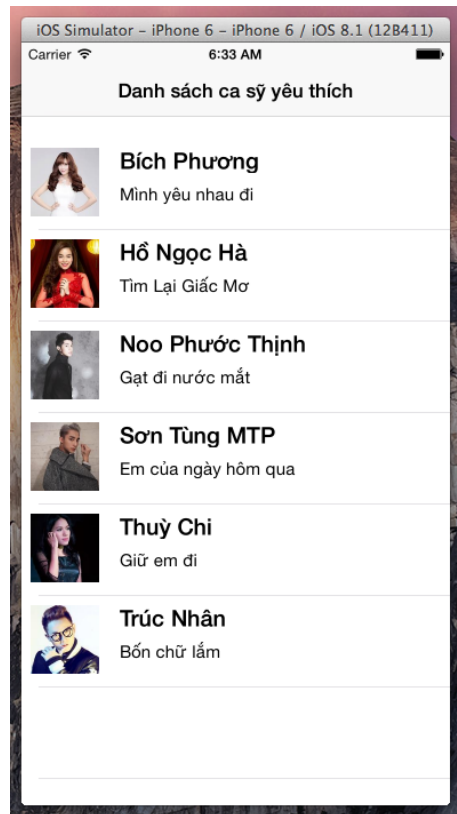 iOS Simulator – iPhone 6 – iPhone 6 / iOS 8.1 (12B411)
Carrier 6:33 AM
Danh sách ca sỹ yêu thích
Bích Phương
Mình yêu nhau đi
Hồ Ngọc Hà
Tìm Lại Giấc Mơ
Noo Phước Thịnh
Gạt đi nước mắt
Sơn Tùng MTP
Em của ngày hôm qua
Thuỳ Chi
Giữ em đi
Trúc Nhân
Bốn chữ lắm